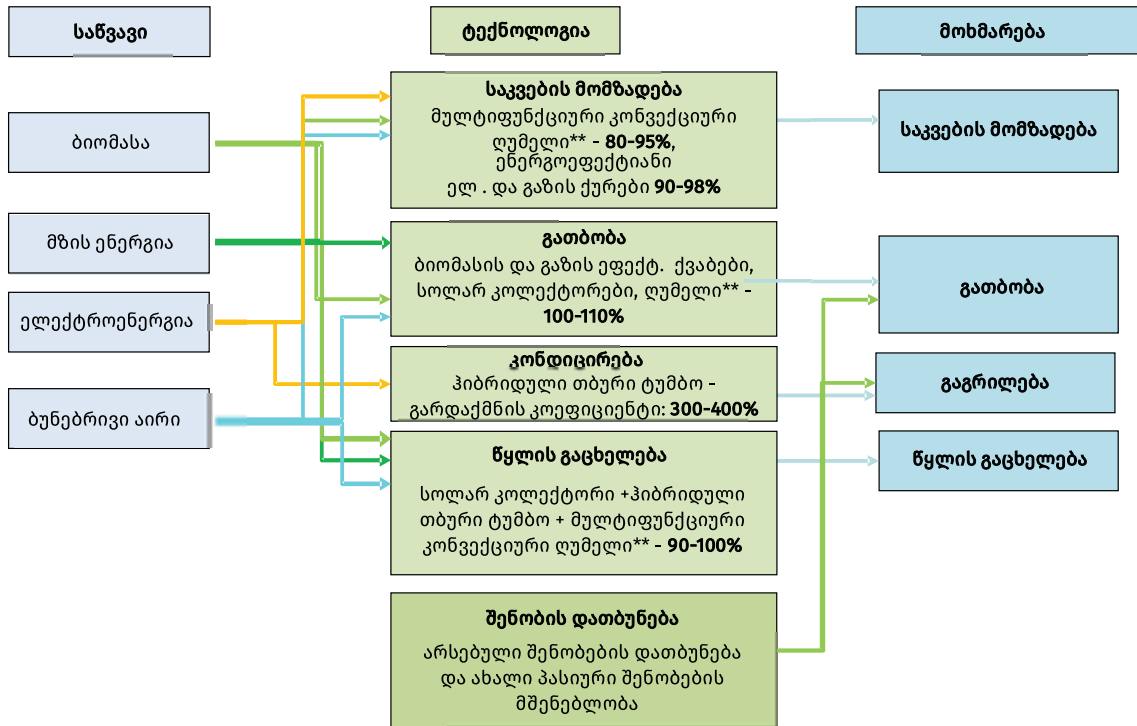 საწვავი
ბიომასა
მზის ენერგია
ელექტროენერგია
ბუნებრივი აირი
ტექნოლოგია
საკვების მომზადება
მულტიფუნქციური კონვექციური
ღუმელი** - 80-95%,
ენერგოეფექტიანი
ელ . და გაზის ქურები 90-98%
გათბობა
ბიომასის და გაზის ეფექტ. ქვაბები,
სოლარ კოლექტორები, ღუმელი** -
100-110%
კონდიცირება
ჰიბრიდული თბური ტუმბო -
გარდაქმნის კოეფიციენტი: 300-400%
წყლის გაცხელება
სოლარ კოლექტორი +ჰიბრიდული
თბური ტუმბო + მულტიფუნქციური
კონვექციური ღუმელი** - 90-100%
შენობის დათბუნება
არსებული შენობების დათბუნება
და ახალი პასიური შენობების
მშენებლობა
მოხმარება
საკვების მომზადება
გათბობა
გაგრილება
წყლის გაცხელება